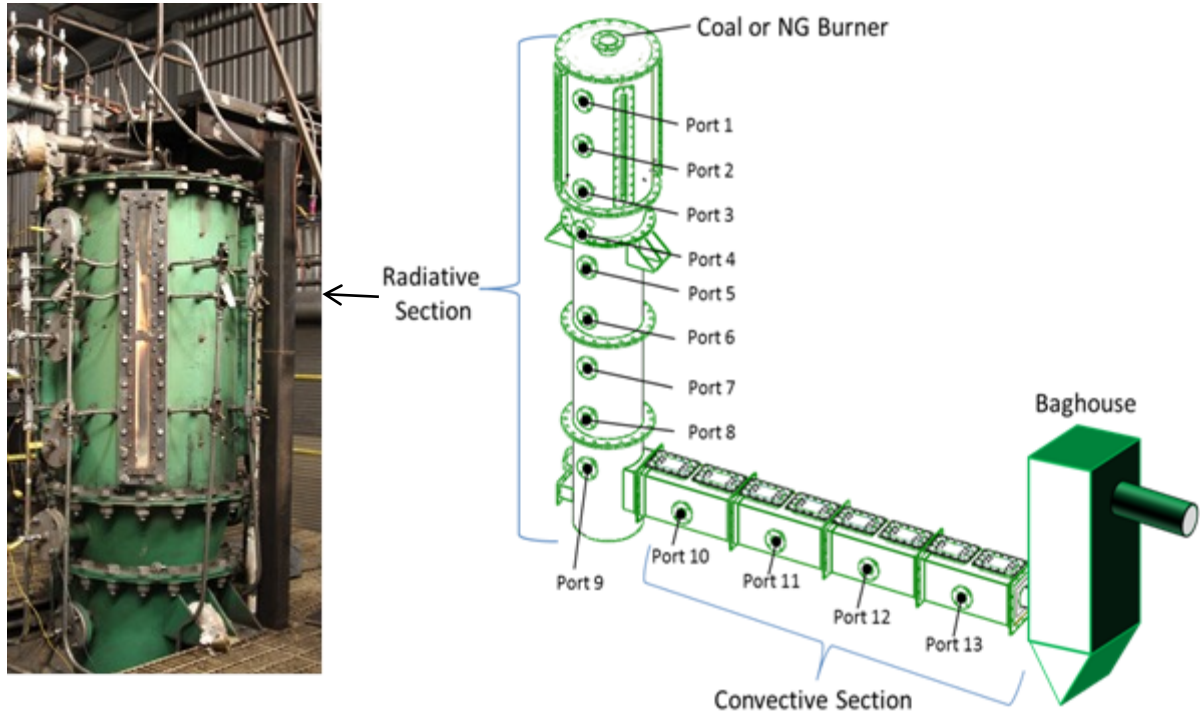 Coal or NG Burner
Port 1
Port 2
Port 3
Port 4
Port 5
Port 6
Port 7
Port 8
Port 9
Radiative
Section
Baghouse
Port 10
Port 11
Port 12
Port 13
Convective Section